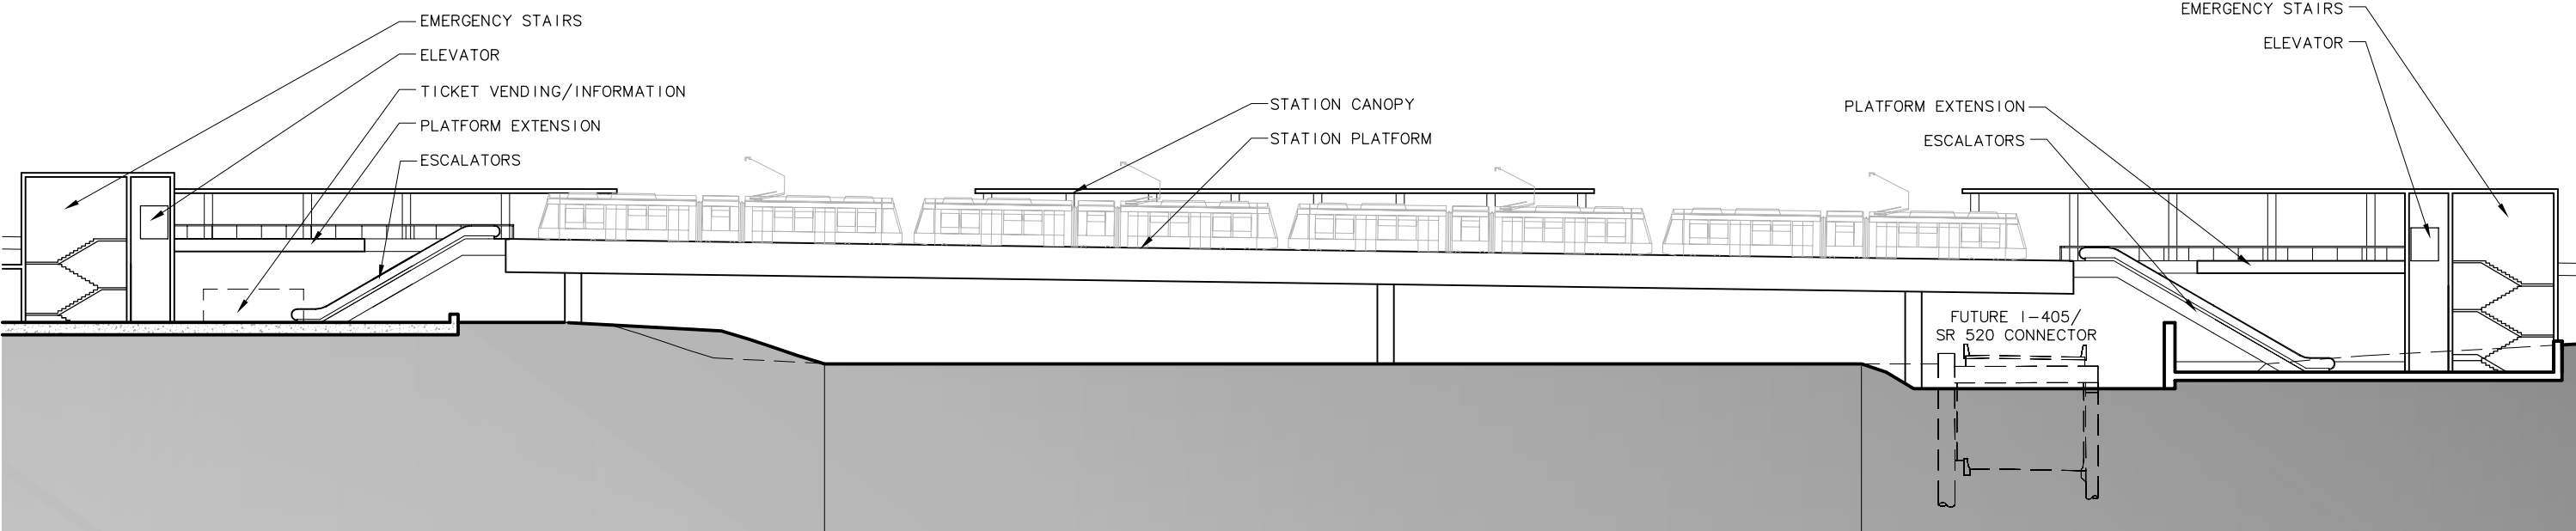 EMERGENCY STAIRS
ELEVATOR
TICKET VENDING/INFORMATION
PLATFORM EXTENSION
ESCALATORS
STATION CANOPY
STATION PLATFORM
EMERGENCY STAIRS
ELEVATOR
PLATFORM EXTENSION
ESCALATORS
FUTURE I-405/
SR 520 CONNECTOR